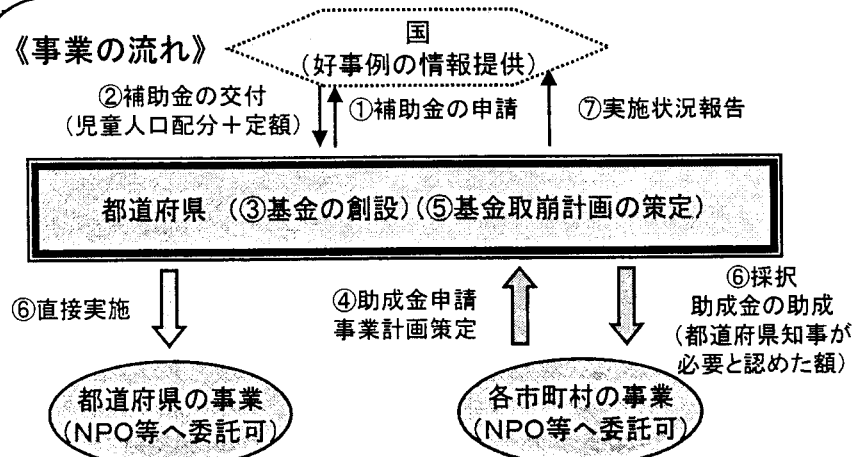 《事業の流れ》
国
(好事例の情報提供)
②補助金の交付
(児童人口配分+定額)
①補助金の申請
⑦実施状況報告
都道府県 (③基金の創設)(⑤基金取崩計画の策定)
⑥直接実施
④助成金申請
事業計画策定
⑥採択
助成金の助成
(都道府県知事が
必要と認めた額)
都道府県の事業
(NPO等へ委託可)
各市町村の事業
(NPO等へ委託可)